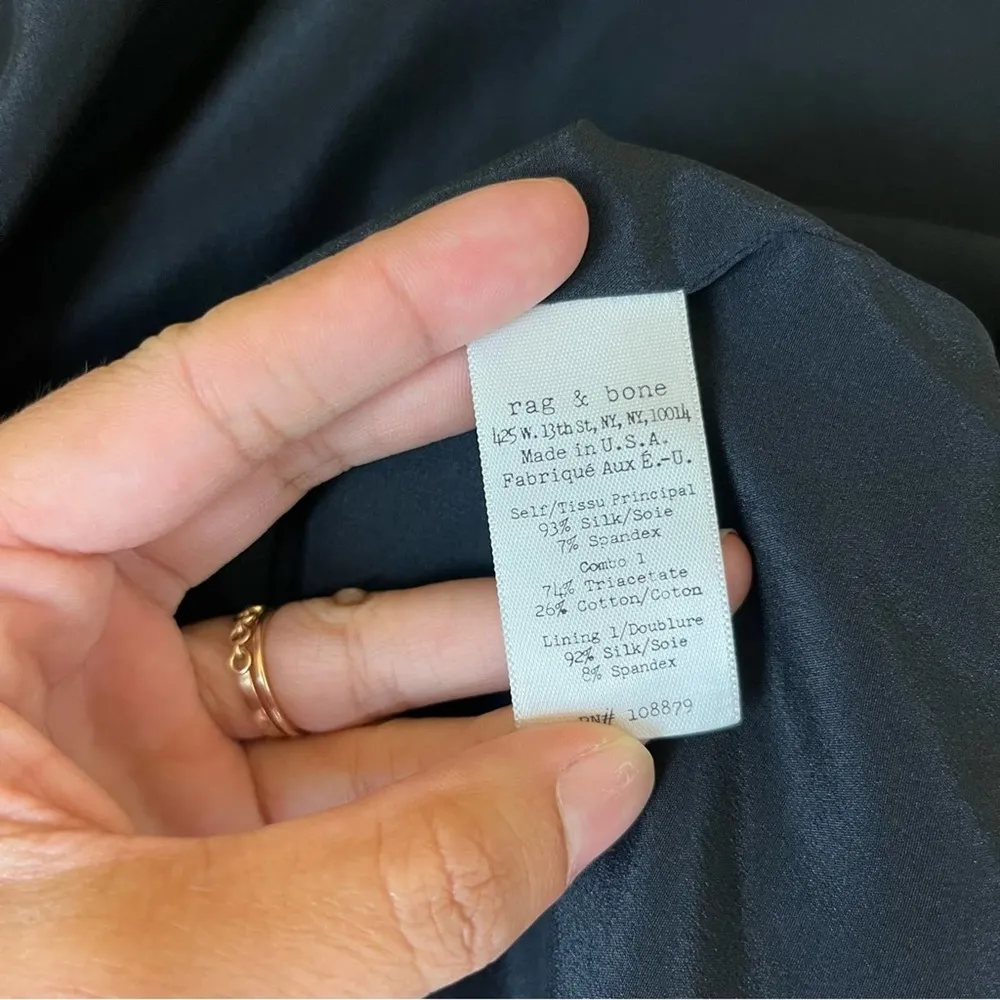 rag & bone
425 W. 13th St, NY, NY, 10014
Made in U.S.A.
Fabriqué Aux É.-U.
Self/Tissu Principal
93% Silk/Soie
7% Spandex
Combo 1
74% Triacetate
26% Cotton/Coton
Lining 1/Doublure
92% Silk/Soie
8% Spandex
RN# 108879